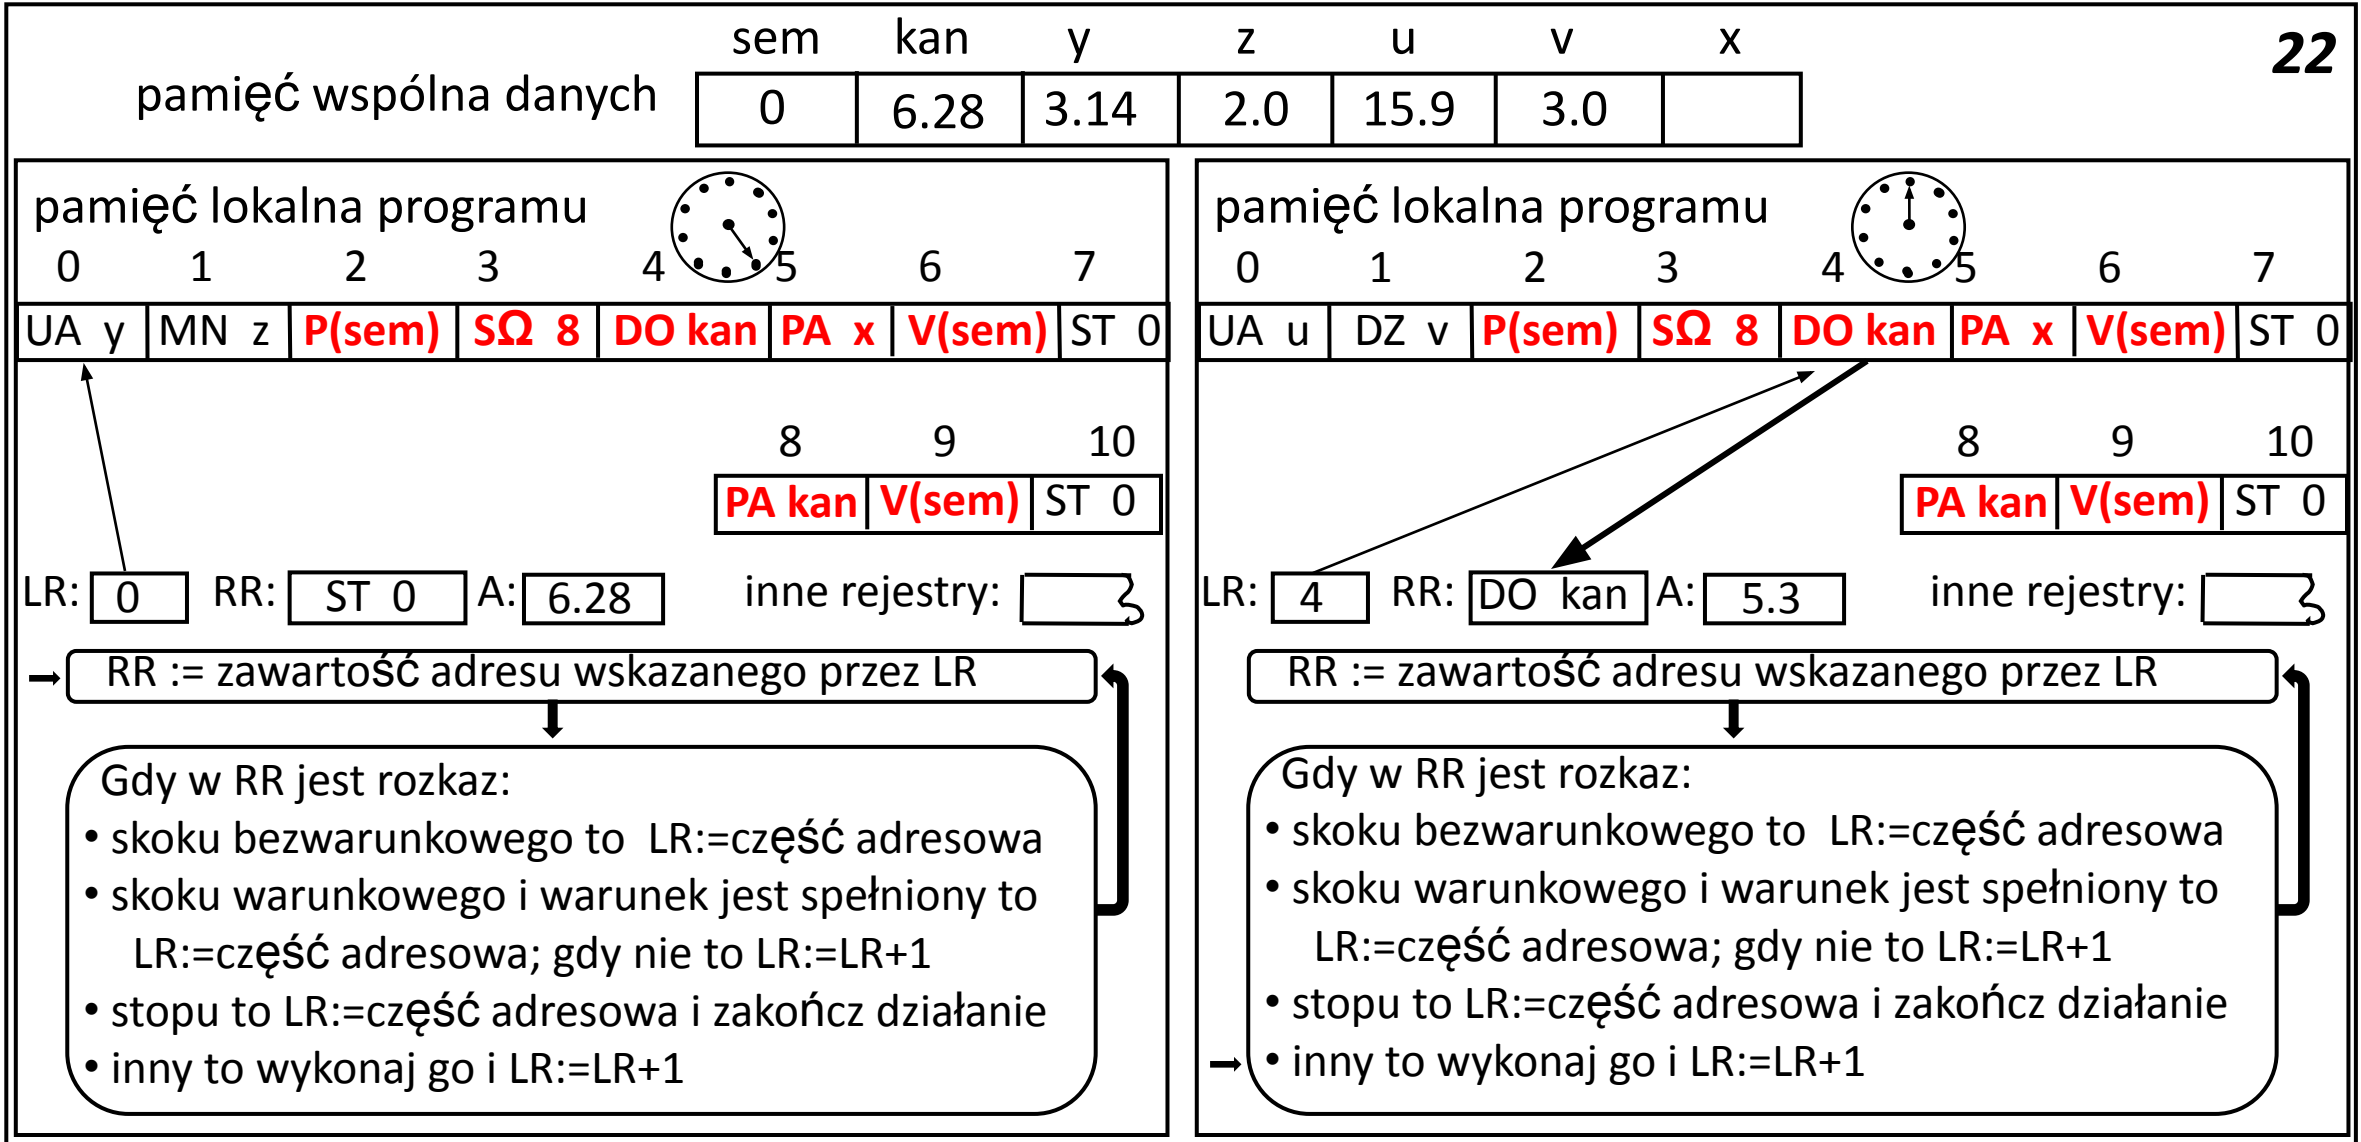 sem kan y z u v x
22
pamięć wspólna danych 0 6.28 3.14 2.0 15.9 3.0
pamięć lokalna programu
0 1 2 3 4 5 6 7
UA y MN z P(sem) SΩ 8 DO kan PA x V(sem) ST 0
8 9 10
PA kan V(sem) ST 0
LR: 0 RR: ST 0 A: 6.28 inne rejestry:
RR := zawartość adresu wskazanego przez LR
Gdy w RR jest rozkaz:
• skoku bezwarunkowego to LR:=część adresowa
• skoku warunkowego i warunek jest spełniony to
LR:=część adresowa; gdy nie to LR:=LR+1
• stopu to LR:=część adresowa i zakończ działanie
• inny to wykonaj go i LR:=LR+1
pamięć lokalna programu
0 1 2 3 4 5 6 7
UA u DZ v P(sem) SΩ 8 DO kan PA x V(sem) ST 0
8 9 10
PA kan V(sem) ST 0
LR: 4 RR: DO kan A: 5.3 inne rejestry:
RR := zawartość adresu wskazanego przez LR
Gdy w RR jest rozkaz:
• skoku bezwarunkowego to LR:=część adresowa
• skoku warunkowego i warunek jest spełniony to
LR:=część adresowa; gdy nie to LR:=LR+1
• stopu to LR:=część adresowa i zakończ działanie
• inny to wykonaj go i LR:=LR+1